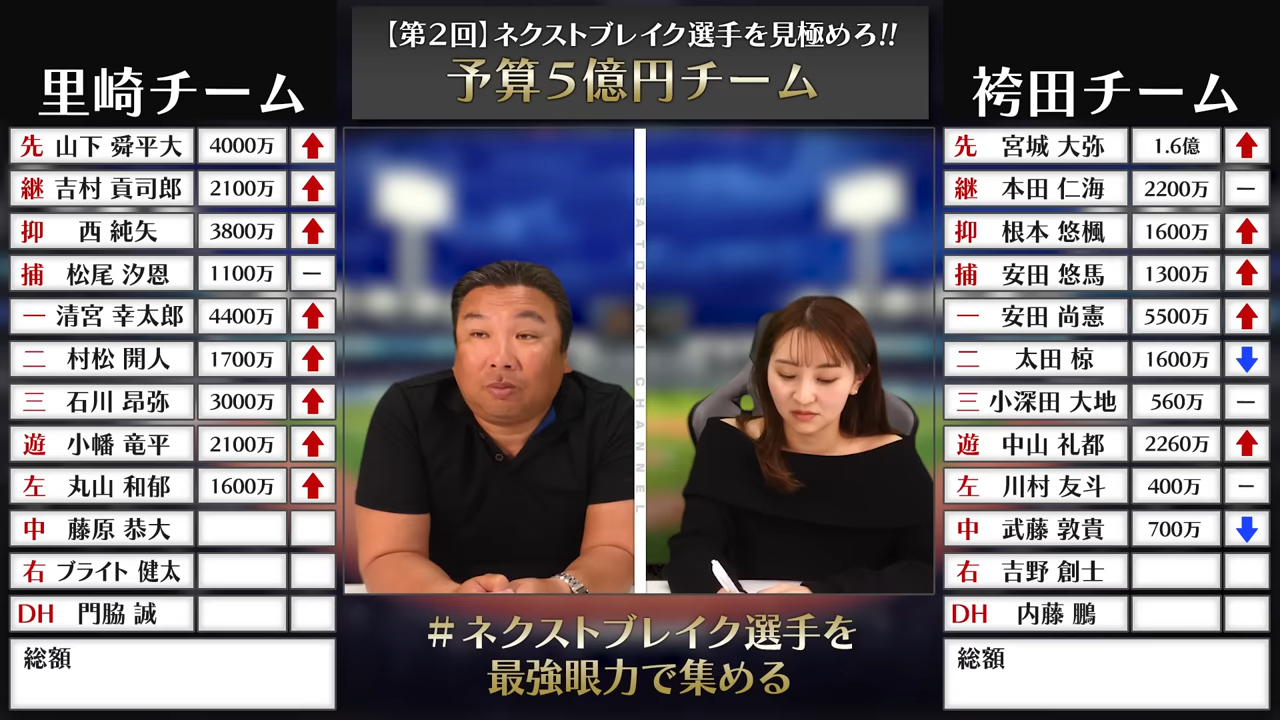 【第2回】ネクストブレイク選手を見極めろ!!
予算5億円チーム
里崎チーム
先 山下 舜平大 4000万 ↑
継 吉村 貢司郎 2100万 ↑
抑 西 純矢 3800万 ↑
捕 松尾 汐恩 1100万 ー
一 清宮 幸太郎 4400万 ↑
二 村松 開人 1700万 ↑
三 石川 昂弥 3000万 ↑
遊 小幡 竜平 2100万 ↑
左 丸山 和郁 1600万 ↑
中 藤原 恭大
右 ブライト 健太
DH 門脇 誠
総額
SATOZAKI CHANNEL
袴田チーム
先 宮城 大弥 1.6億 ↑
継 本田 仁海 2200万 ー
抑 根本 悠楓 1600万 ↑
捕 安田 悠馬 1300万 ↑
一 安田 尚憲 5500万 ↑
二 太田 椋 1600万 ↓
三 小深田 大地 560万 ー
遊 中山 礼都 2260万 ↑
左 川村 友斗 400万 ー
中 武藤 敦貴 700万 ↓
右 吉野 創士
DH 内藤 鵬
総額
#ネクストブレイク選手を
最強眼力で集める